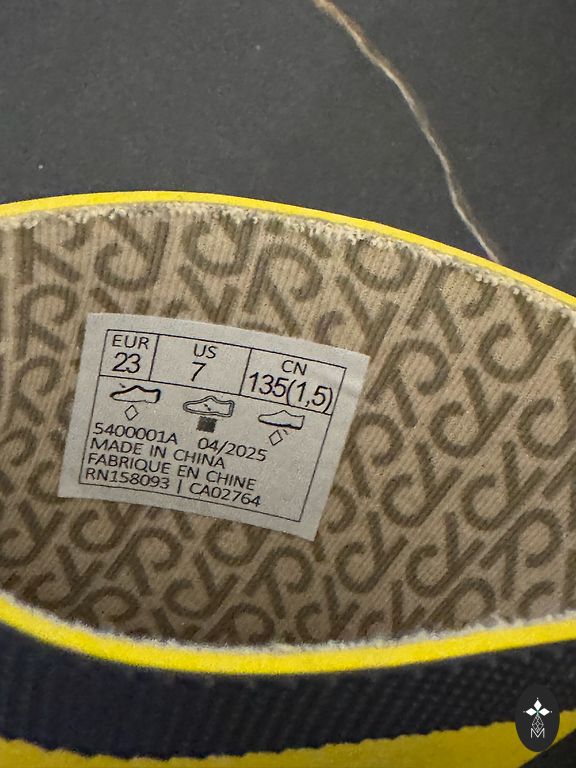 EUR US CN
23 7 135(1,5)
5400001A 04/2025
MADE IN CHINA
FABRIQUE EN CHINE
RN158093 | CA02764
M